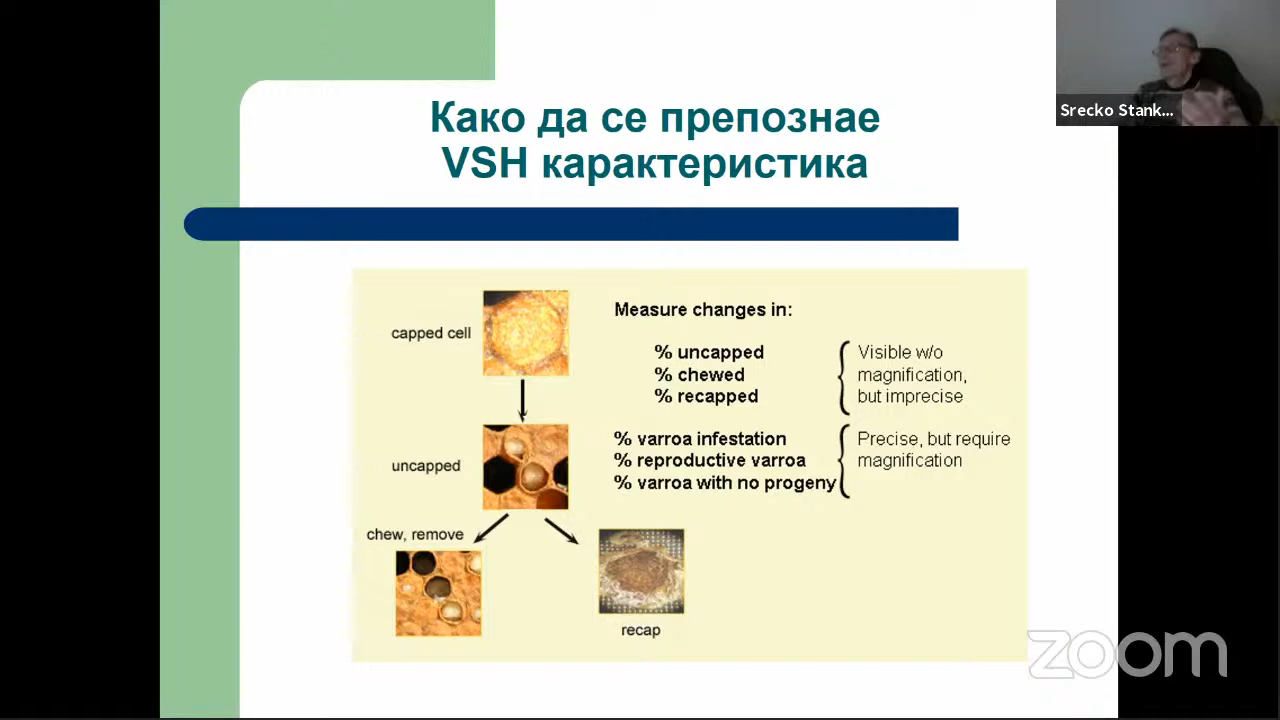 Како да се препознае
VSH карактеристика
Srecko Stank...
capped cell
uncapped
chew, remove
recap
Measure changes in:
% uncapped
% chewed
% recapped
Visible w/o
magnification,
but imprecise
% varroa infestation
% reproductive varroa
% varroa with no progeny
Precise, but require
magnification
zoom